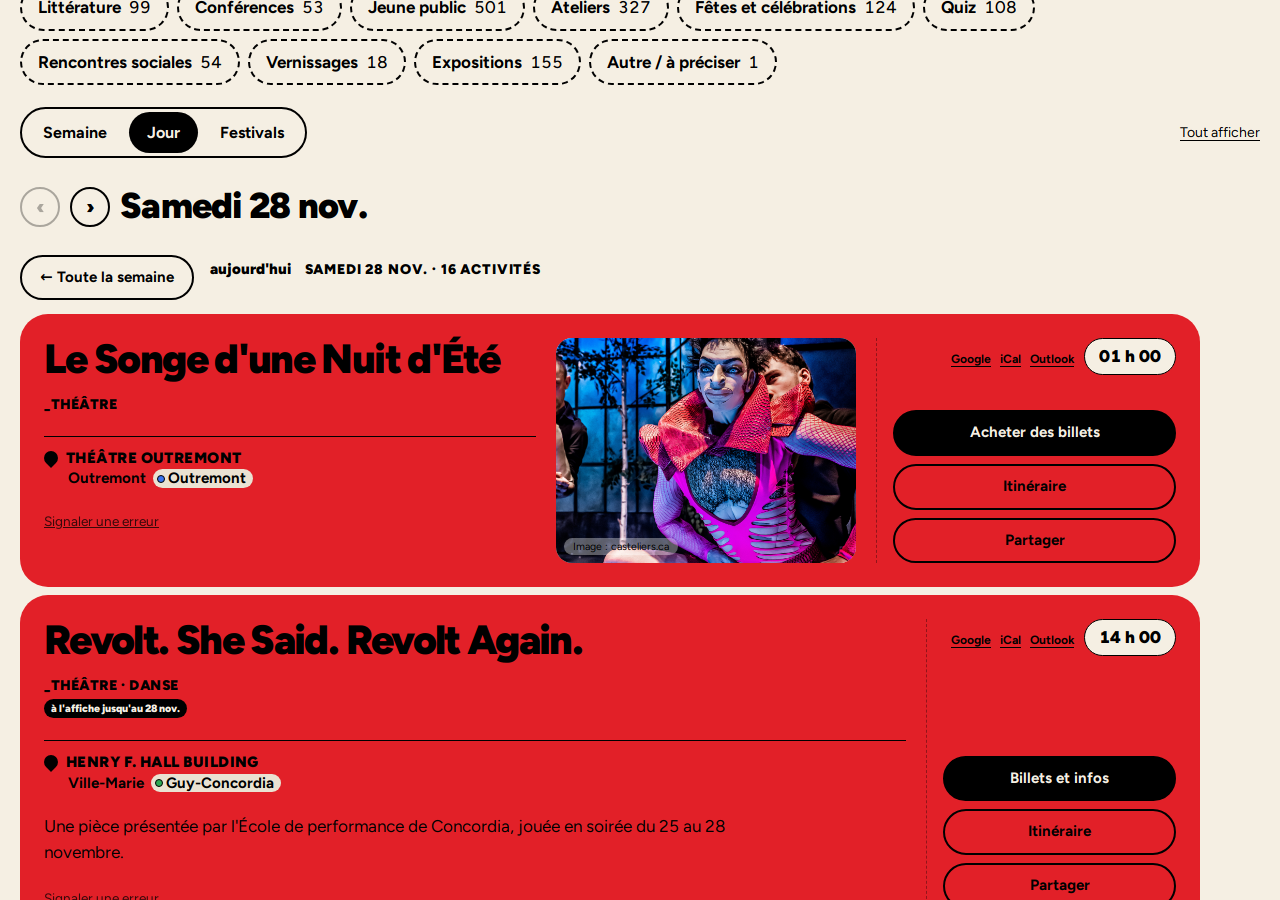 Littérature 99 Conférences 53 Jeune public 501 Ateliers 327 Fêtes et célébrations 124 Quiz 108
Rencontres sociales 54 Vernissages 18 Expositions 155 Autre / à préciser 1
Semaine Jour Festivals Tout afficher
‹ › Samedi 28 nov.
← Toute la semaine aujourd'hui SAMEDI 28 NOV. · 16 ACTIVITÉS
Le Songe d'une Nuit d'Été
_THÉÂTRE
THÉÂTRE OUTREMONT
Outremont Outremont
Signaler une erreur
Image : casteliers.ca
Google iCal Outlook 01 h 00
Acheter des billets
Itinéraire
Partager
Revolt. She Said. Revolt Again.
_THÉÂTRE · DANSE
à l'affiche jusqu'au 28 nov.
HENRY F. HALL BUILDING
Ville-Marie Guy-Concordia
Une pièce présentée par l'École de performance de Concordia, jouée en soirée du 25 au 28
novembre.
Signaler une erreur
Google iCal Outlook 14 h 00
Billets et infos
Itinéraire
Partager